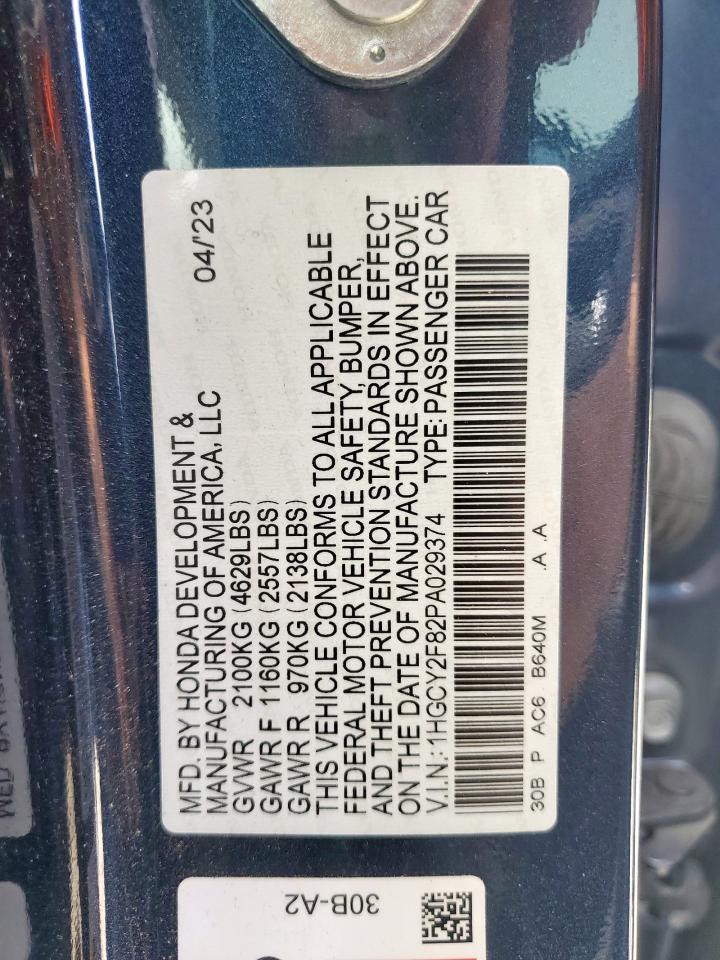 MFD. BY HONDA DEVELOPMENT &
MANUFACTURING OF AMERICA, LLC 04/'23
GVWR 2100KG (4629LBS)
GAWR F 1160KG (2557LBS)
GAWR R 970KG (2138LBS)
THIS VEHICLE CONFORMS TO ALL APPLICABLE
FEDERAL MOTOR VEHICLE SAFETY, BUMPER,
AND THEFT PREVENTION STANDARDS IN EFFECT
ON THE DATE OF MANUFACTURE SHOWN ABOVE.
V.I.N.: 1HGCY2F82PA029374 TYPE: PASSENGER CAR
30B P AC6 B640M .A .A
30B-A2